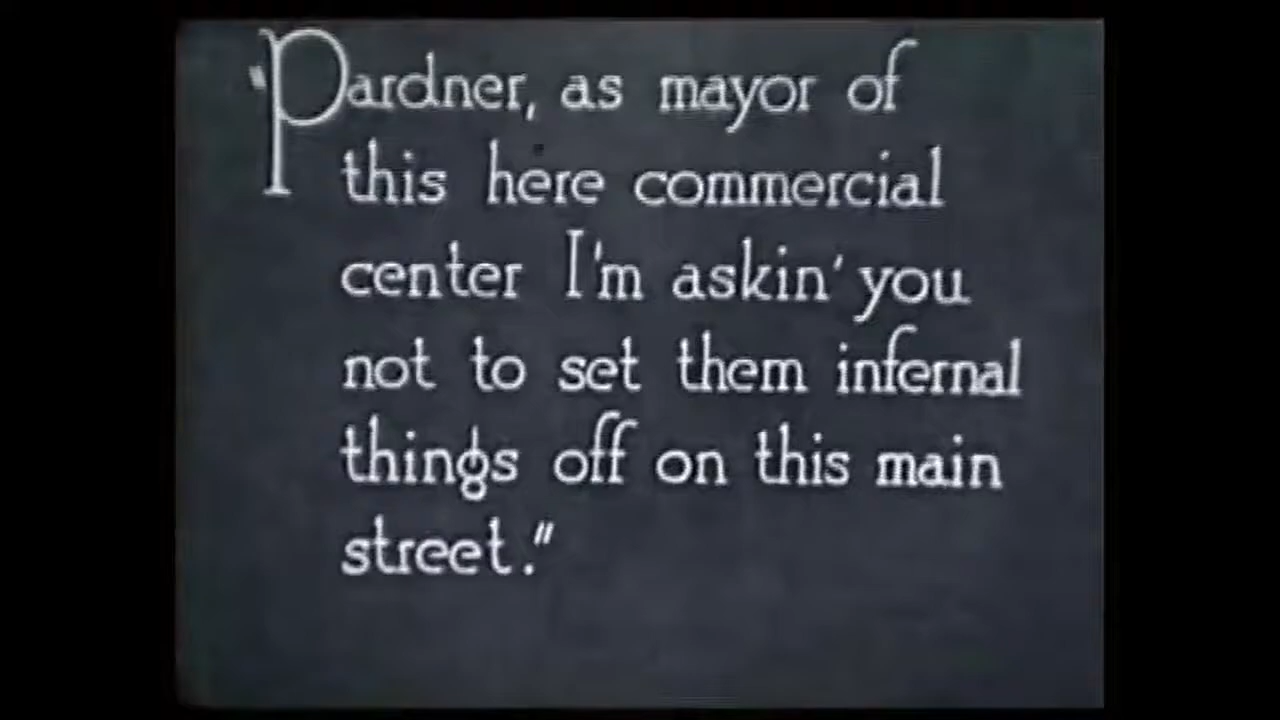 "Pardner, as mayor of
this here commercial
center I'm askin' you
not to set them infernal
things off on this main
street."